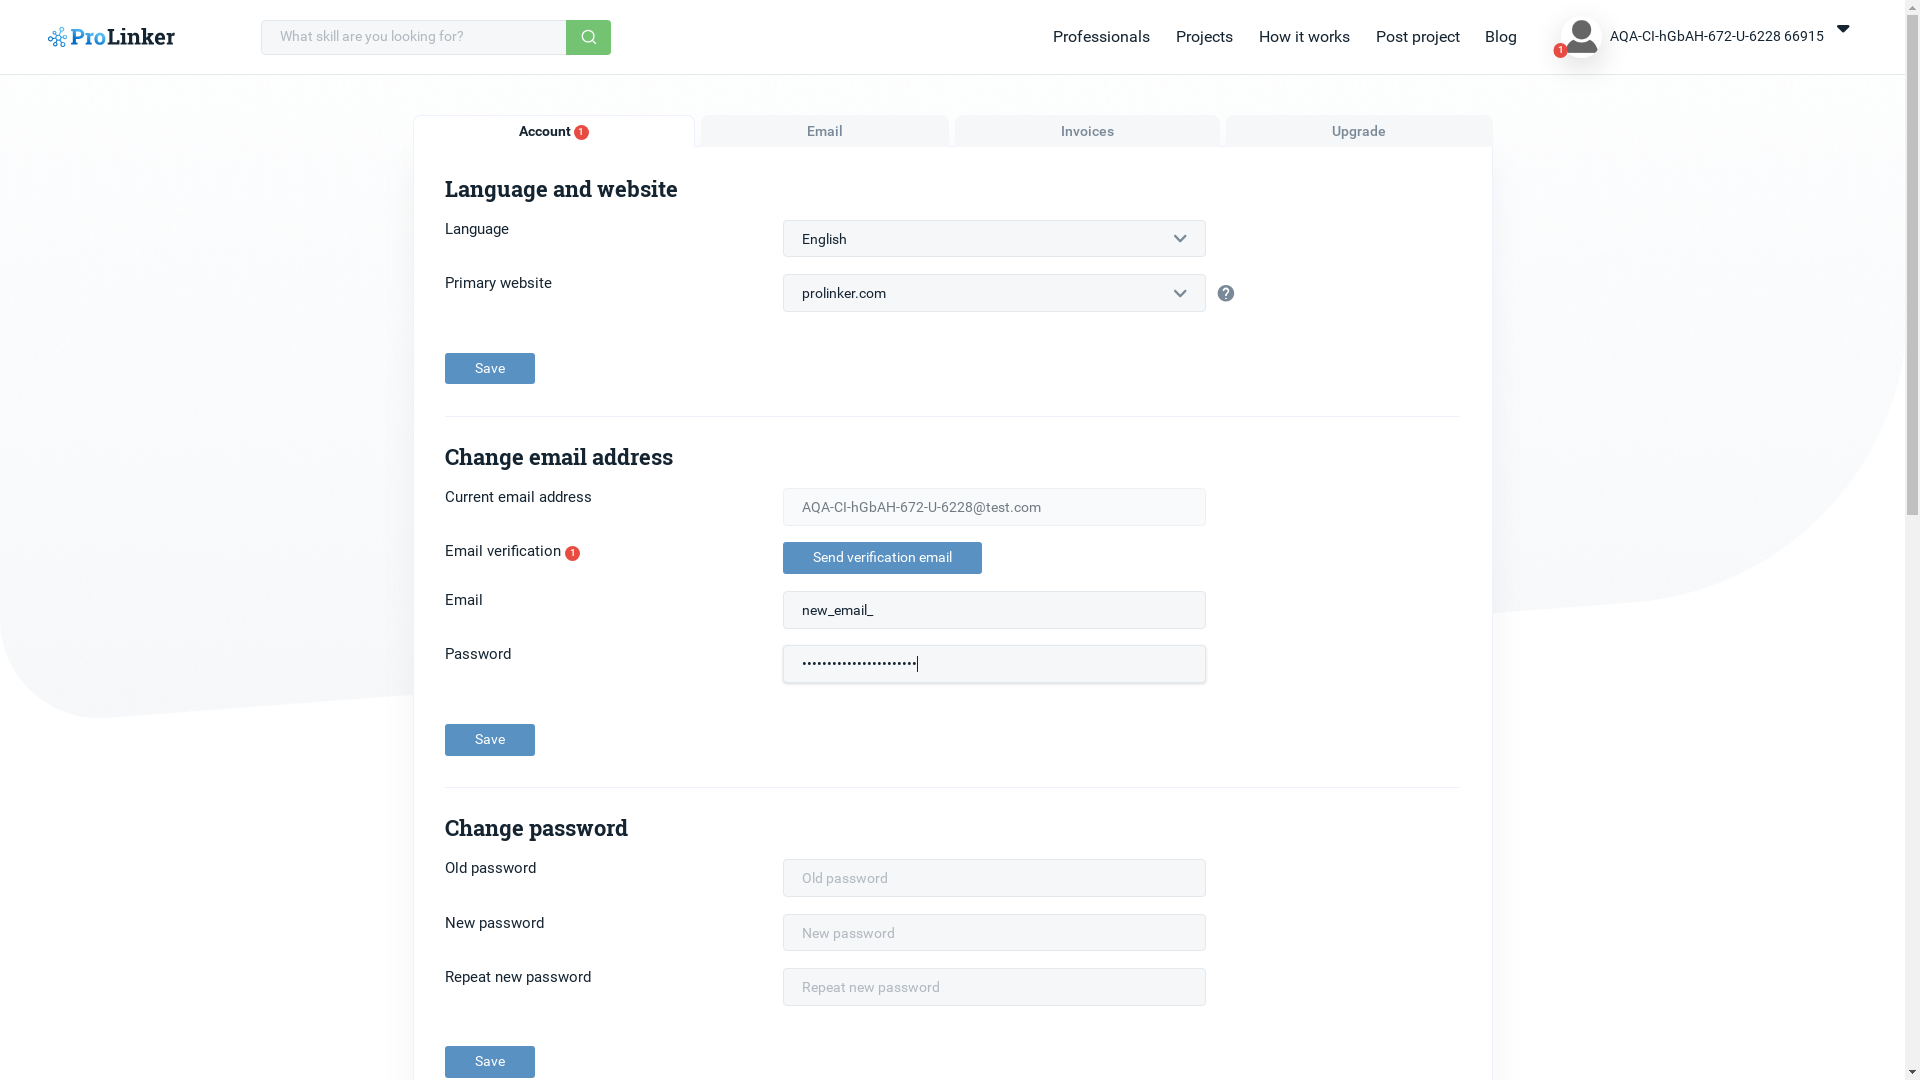 ProLinker
What skill are you looking for?
Professionals
Projects
How it works
Post project
Blog
1
AQA-CI-hGbAH-672-U-6228 66915
Account 1
Email
Invoices
Upgrade
Language and website
Language
English
Primary website
prolinker.com
?
Save
Change email address
Current email address
AQA-CI-hGbAH-672-U-6228@test.com
Email verification 1
Send verification email
Email
new_email_
Password
•••••••••••••••••••••••
Save
Change password
Old password
Old password
New password
New password
Repeat new password
Repeat new password
Save